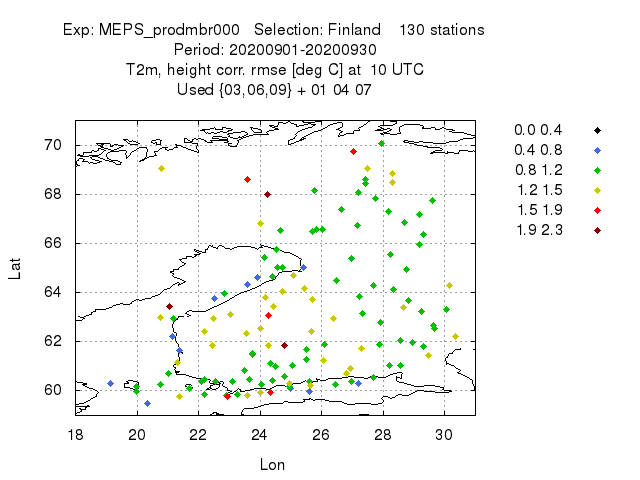 Exp: MEPS_prodmbr000   Selection: Finland    130 stations
Period: 20200901-20200930
T2m, height corr. rmse [deg C] at  10 UTC
Used {03,06,09} + 01 04 07
0.0 0.4
0.4 0.8
0.8 1.2
1.2 1.5
1.5 1.9
1.9 2.3
70
68
66
64
62
60
Lat
18 20 22 24 26 28 30
Lon